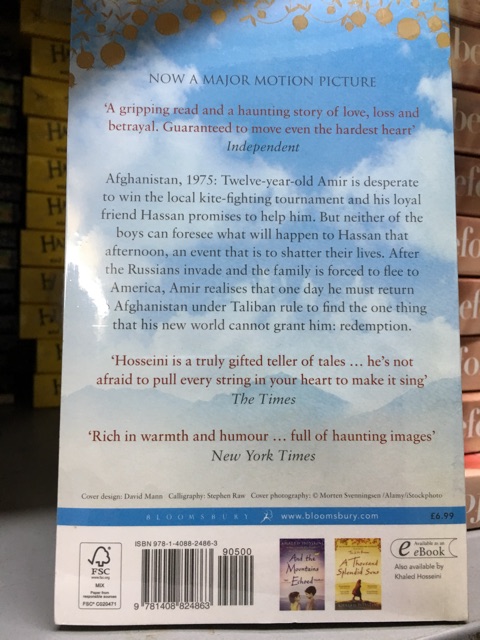 NOW A MAJOR MOTION PICTURE
‘A gripping read and a haunting story of love, loss and
betrayal. Guaranteed to move even the hardest heart’
Independent
Afghanistan, 1975: Twelve-year-old Amir is desperate
to win the local kite-fighting tournament and his loyal
friend Hassan promises to help him. But neither of the
boys can foresee what will happen to Hassan that
afternoon, an event that is to shatter their lives. After
the Russians invade and the family is forced to flee to
America, Amir realises that one day he must return
to Afghanistan under Taliban rule to find the one thing
that his new world cannot grant him: redemption.
‘Hosseini is a truly gifted teller of tales … he’s not
afraid to pull every string in your heart to make it sing’
The Times
‘Rich in warmth and humour … full of haunting images’
New York Times
Cover design: David Mann Calligraphy: Stephen Raw Cover photography: © Morten Svenningsen /Alamy/iStockphoto
BLOOMSBURY www.bloomsbury.com £6.99
ISBN 978-1-4088-2486-3
90500
9 781408 824863
FSC
www.fsc.org
MIX
Paper from
responsible sources
FSC® C020471
And the
Mountains
Echoed
A Thousand
Splendid Suns
Available as an
eBook
Also available by
Khaled Hosseini